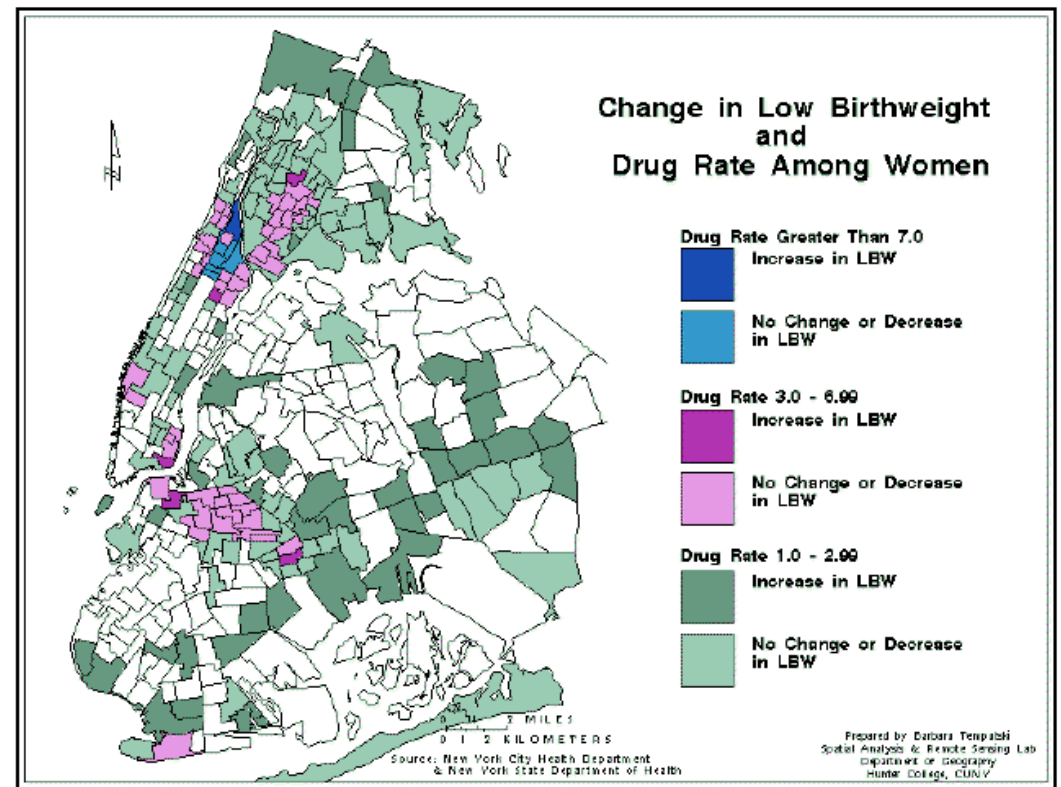 Change in Low Birthweight
and
Drug Rate Among Women
Drug Rate Greater Than 7.0
Increase in LBW
No Change or Decrease
in LBW
Drug Rate 3.0 - 6.99
Increase in LBW
No Change or Decrease
in LBW
Drug Rate 1.0 - 2.99
Increase in LBW
No Change or Decrease
in LBW
2 MILES
0 1 2 KILOMETERS
Source: New York City Health Department
& New York State Department of Health
Prepared by Barbara Tempalski
Spatial Analysis & Remote Sensing Lab
Department of Geography
Hunter College, CUNY